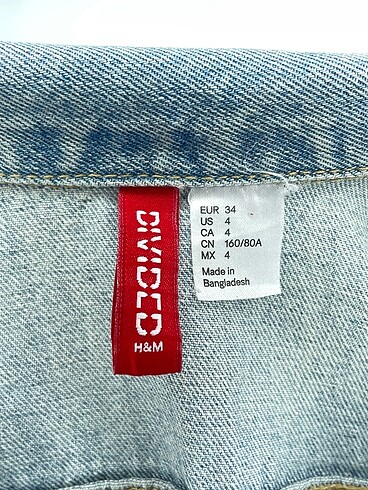 DIVIDED
H&M
EUR 34
US 4
CA 4
CN 160/80A
MX 4
Made in
Bangladesh